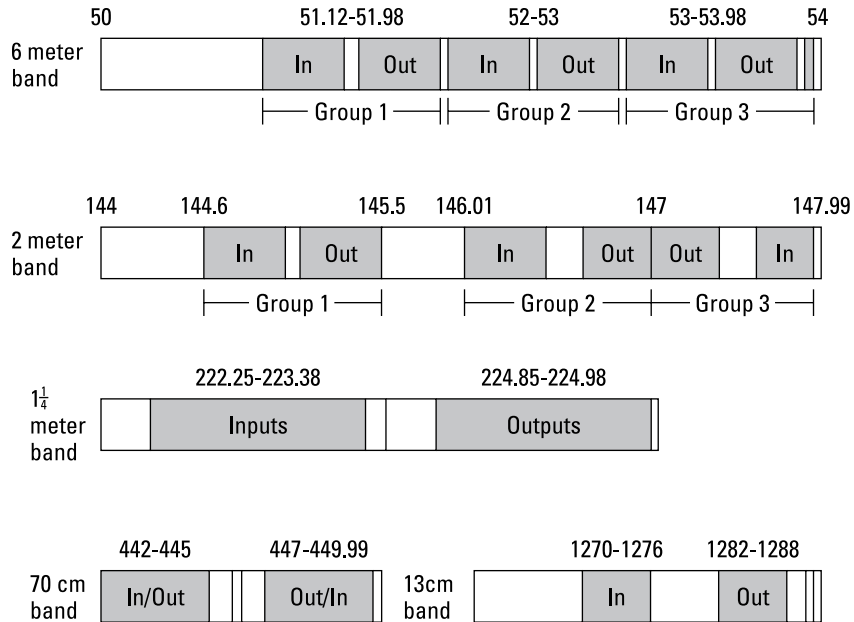 50 51.12-51.98 52-53 53-53.98 54
6 meter
band
In Out In Out In Out
Group 1 Group 2 Group 3
144 144.6 145.5 146.01 147 147.99
2 meter
band
In Out In Out Out In
Group 1 Group 2 Group 3
222.25-223.38 224.85-224.98
1 1/4
meter
band
Inputs Outputs
442-445 447-449.99 1270-1276 1282-1288
70 cm
band
In/Out Out/In
13cm
band
In Out